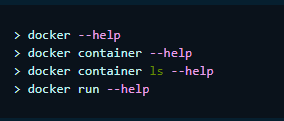 > docker --help
> docker container --help
> docker container ls --help
> docker run --help